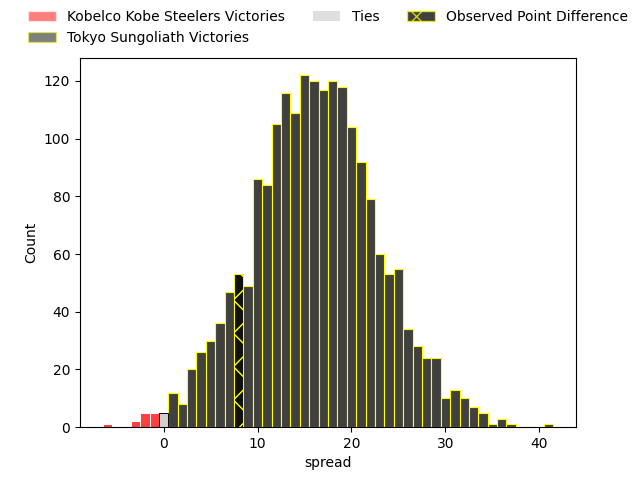 Kobelco Kobe Steelers Victories
Ties
Observed Point Difference
Tokyo Sungoliath Victories
120
100
80
60
40
20
0
Count
0 10 20 30 40
spread